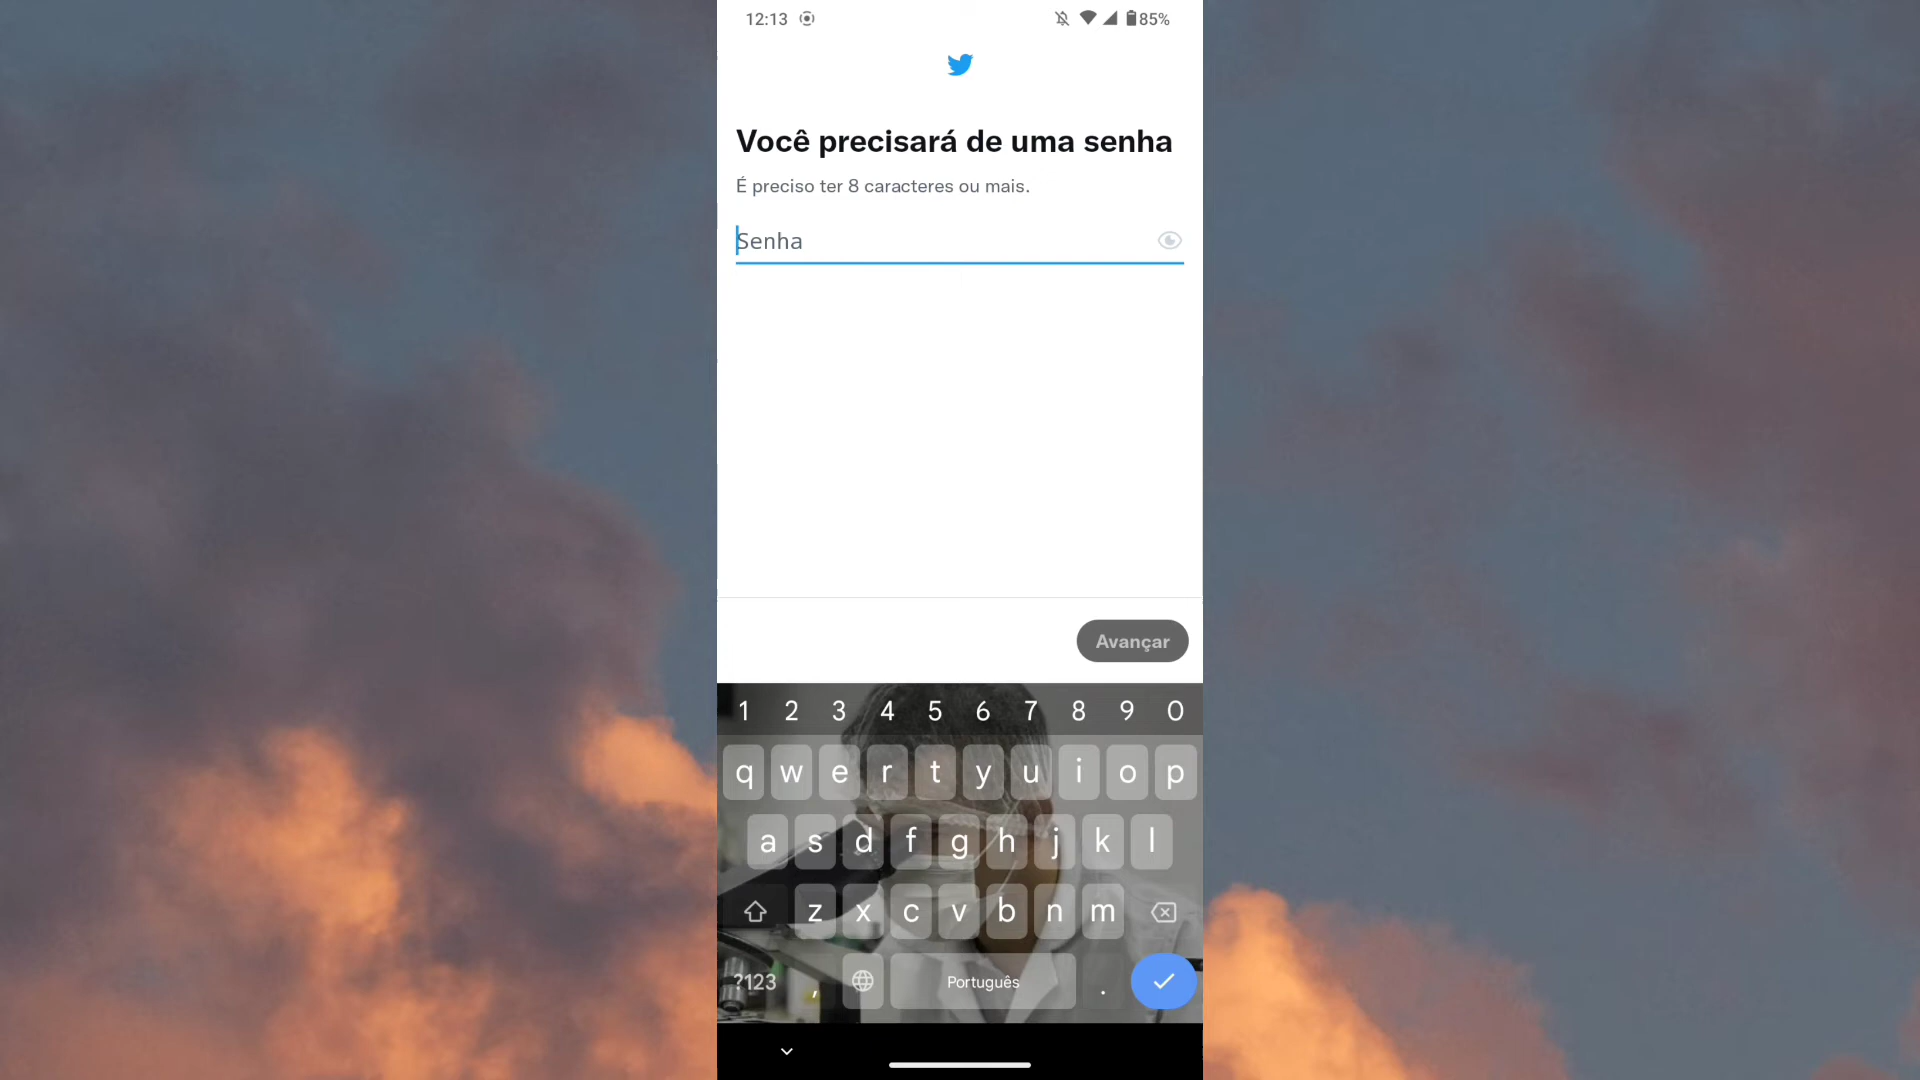 12:13
85%
Você precisará de uma senha
É preciso ter 8 caracteres ou mais.
Senha
Avançar
1 2 3 4 5 6 7 8 9 0
q w e r t y u i o p
a s d f g h j k l
z x c v b n m
?123 , Português .